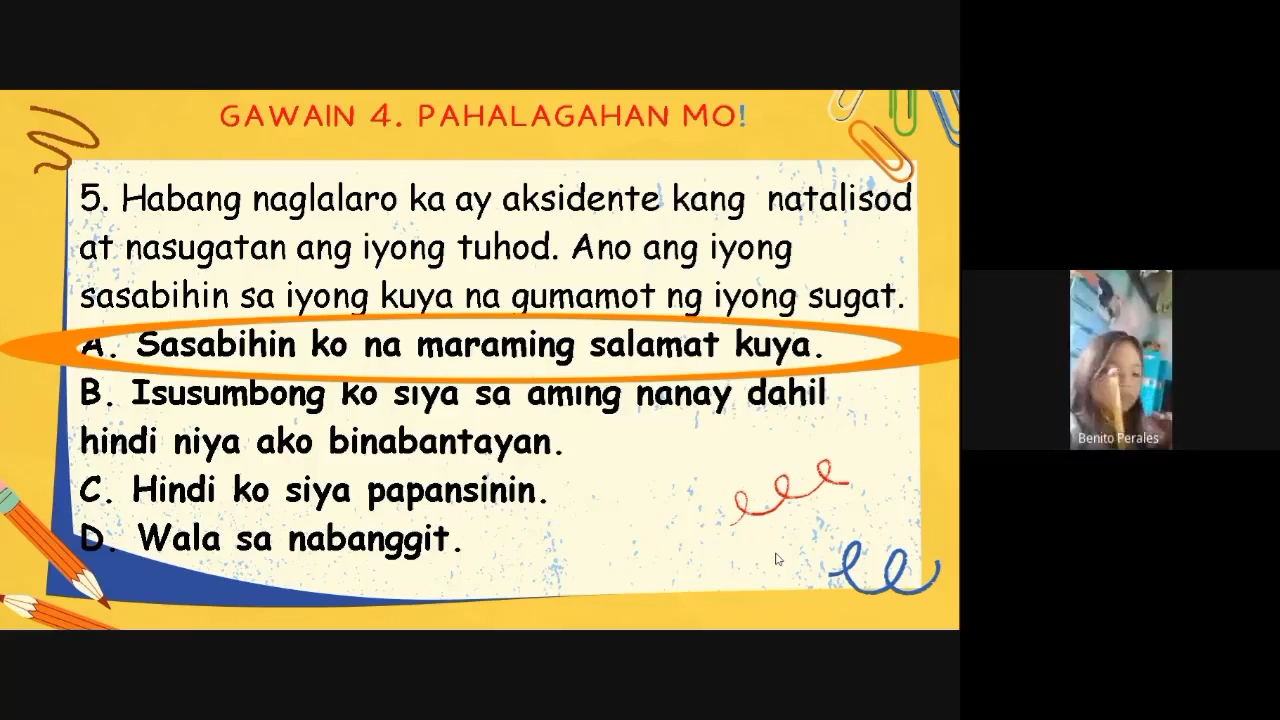 GAWAIN 4. PAHALAGAHAN MO!
5. Habang naglalaro ka ay aksidente kang natalisod
at nasugatan ang iyong tuhod. Ano ang iyong
sasabihin sa iyong kuya na gumamot ng iyong sugat.
A. Sasabihin ko na maraming salamat kuya.
B. Isusumbong ko siya sa aming nanay dahil
hindi niya ako binabantayan.
C. Hindi ko siya papansinin.
D. Wala sa nabanggit.
Benito Perales